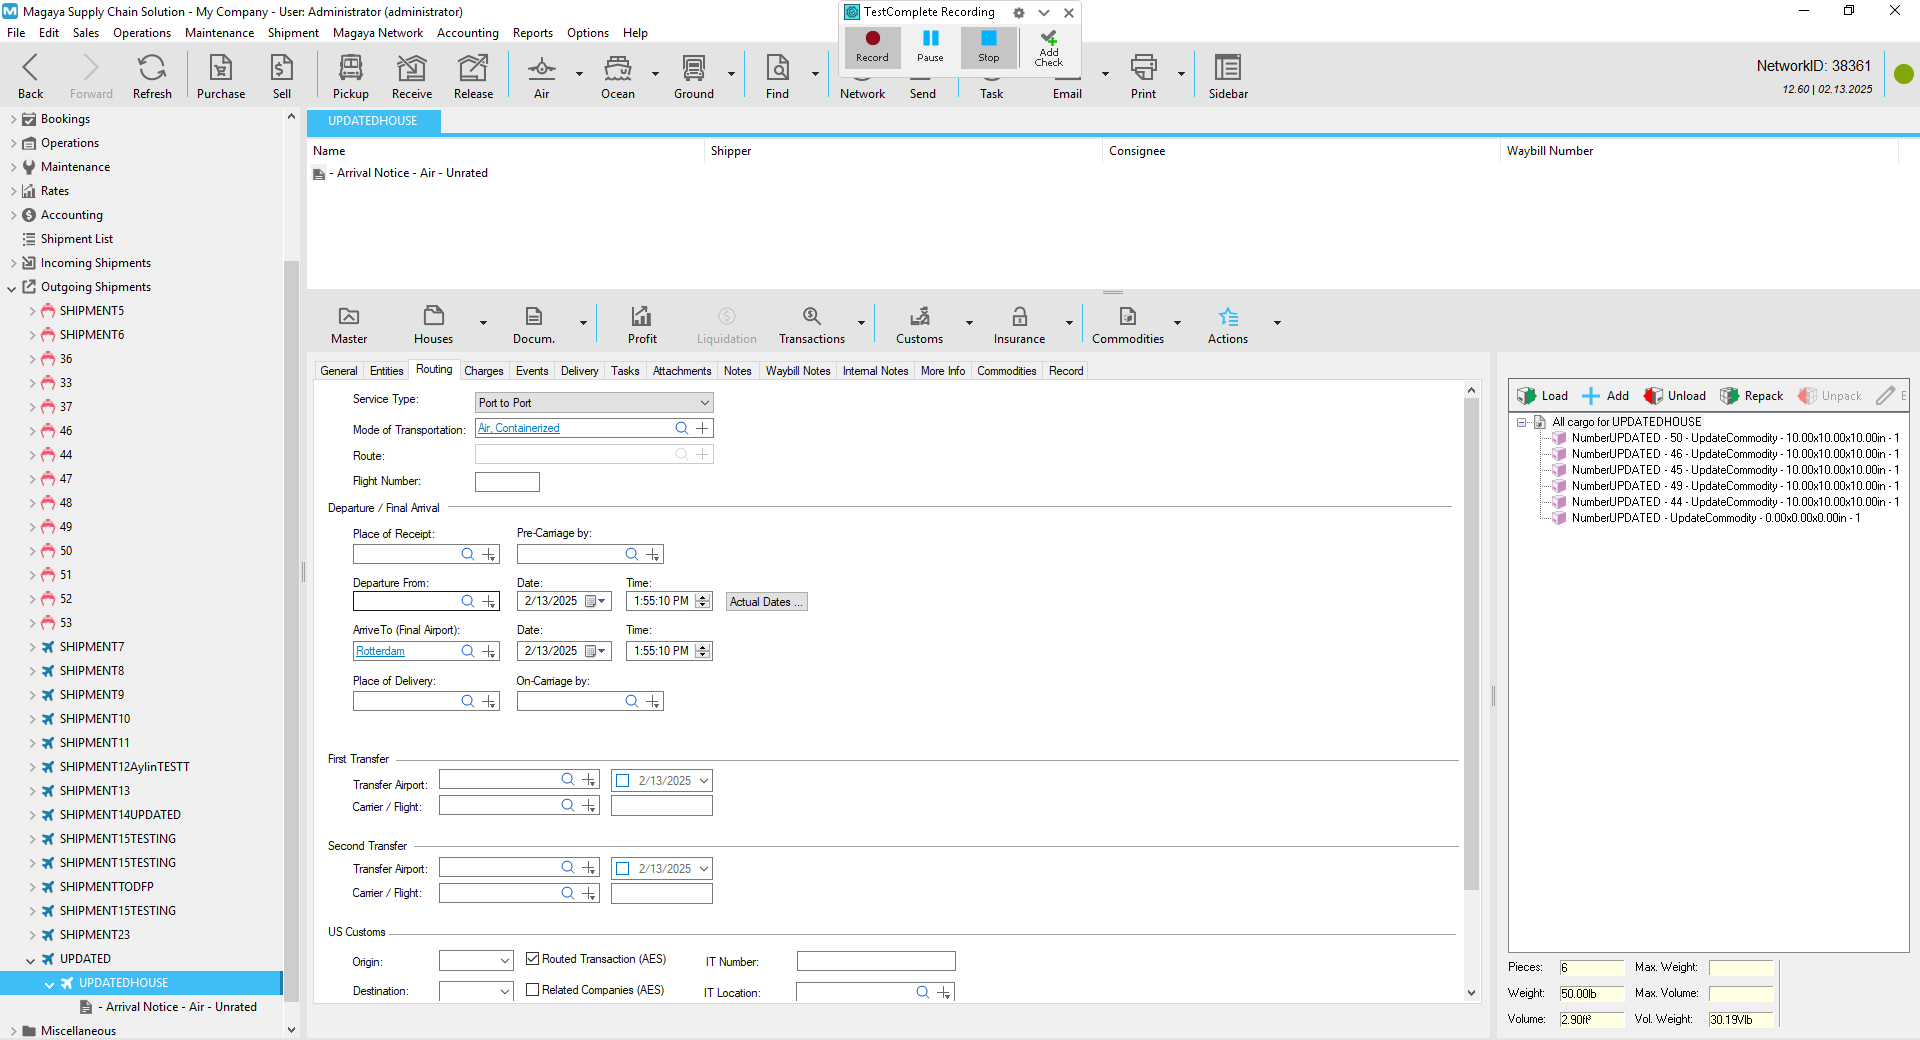 Magaya Supply Chain Solution - My Company - User: Administrator (administrator)
TestComplete Recording
File Edit Sales Operations Maintenance Shipment Magaya Network Accounting Reports Options Help
Record Pause Stop Add Check
Back Forward Refresh Purchase Sell Pickup Receive Release Air Ocean Ground Find Network Send Task Email Print Sidebar
NetworkID: 38361
12.60 | 02.13.2025
Bookings
Operations
Maintenance
Rates
Accounting
Shipment List
Incoming Shipments
Outgoing Shipments
SHIPMENT5
SHIPMENT6
36
33
37
46
44
47
48
49
50
51
52
53
SHIPMENT7
SHIPMENT8
SHIPMENT9
SHIPMENT10
SHIPMENT11
SHIPMENT12AylinTESTT
SHIPMENT13
SHIPMENT14UPDATED
SHIPMENT15TESTING
SHIPMENT15TESTING
SHIPMENTTODFP
SHIPMENT15TESTING
SHIPMENT23
UPDATED
UPDATEDHOUSE
- Arrival Notice - Air - Unrated
Miscellaneous
UPDATEDHOUSE
Name Shipper Consignee Waybill Number
- Arrival Notice - Air - Unrated
Master Houses Docum. Profit Liquidation Transactions Customs Insurance Commodities Actions
General Entities Routing Charges Events Delivery Tasks Attachments Notes Waybill Notes Internal Notes More Info Commodities Record
Service Type: Port to Port
Mode of Transportation: Air, Containerized
Route:
Flight Number:
Departure / Final Arrival
Place of Receipt: Pre-Carriage by:
Departure From: Date: Time:
2/13/2025 1:55:10 PM Actual Dates ...
Arrive To (Final Airport): Date: Time:
Rotterdam 2/13/2025 1:55:10 PM
Place of Delivery: On-Carriage by:
First Transfer
Transfer Airport: 2/13/2025
Carrier / Flight:
Second Transfer
Transfer Airport: 2/13/2025
Carrier / Flight:
US Customs
Origin: Routed Transaction (AES) IT Number:
Destination: Related Companies (AES) IT Location:
Load Add Unload Repack Unpack E
All cargo for UPDATEDHOUSE
NumberUPDATED - 50 - UpdateCommodity - 10.00x10.00x10.00in - 1
NumberUPDATED - 46 - UpdateCommodity - 10.00x10.00x10.00in - 1
NumberUPDATED - 45 - UpdateCommodity - 10.00x10.00x10.00in - 1
NumberUPDATED - 49 - UpdateCommodity - 10.00x10.00x10.00in - 1
NumberUPDATED - 44 - UpdateCommodity - 10.00x10.00x10.00in - 1
NumberUPDATED - UpdateCommodity - 0.00x0.00x0.00in - 1
Pieces: 6 Max. Weight:
Weight: 50.00lb Max. Volume:
Volume: 2.90ft³ Vol. Weight: 30.19Vlb